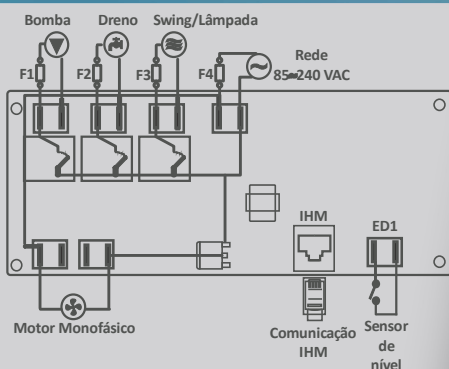 Bomba
Dreno
Swing/Lâmpada
F1
F2
F3
F4
Rede
85~240 VAC
IHM
ED1
Motor Monofásico
Comunicação
IHM
Sensor
de
nível